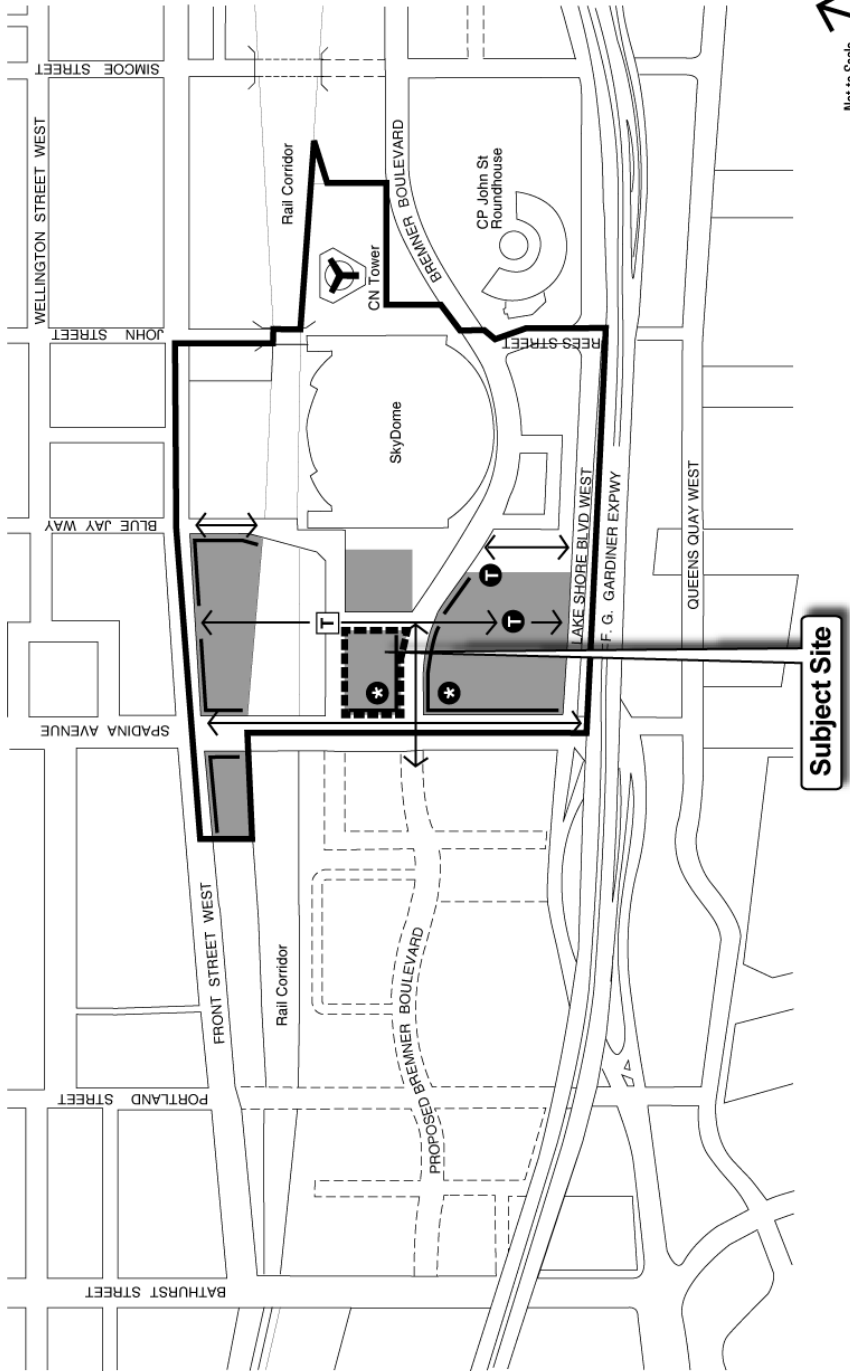 SIMCOE STREET
WELLINGTON STREET WEST
Rail Corridor
BREMNER BOULEVARD
CP John St
Roundhouse
CN Tower
BREMNER BOULEVARD
JOHN STREET
REES STREET
SkyDome
BLUE JAY WAY
LAKE SHORE BLVD WEST
F. G. GARDINER EXPWY
QUEENS QUAY WEST
T
T
T
*
*
SPADINA AVENUE
Subject Site
FRONT STREET WEST
Rail Corridor
PROPOSED BREMNER BOULEVARD
PORTLAND STREET
BATHURST STREET
Not to Scale